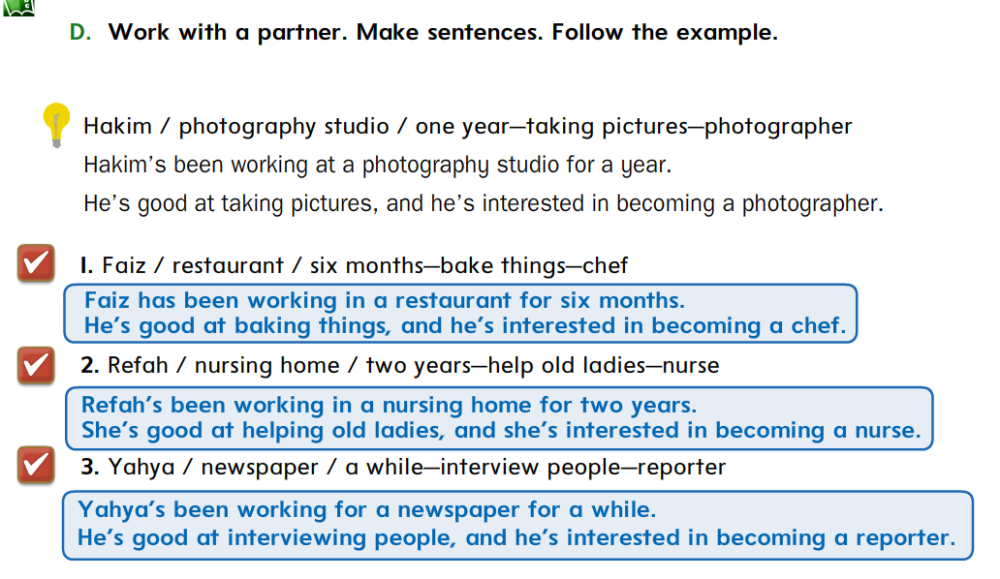 D. Work with a partner. Make sentences. Follow the example.
Hakim / photography studio / one year—taking pictures—photographer
Hakim's been working at a photography studio for a year.
He's good at taking pictures, and he's interested in becoming a photographer.
1. Faiz / restaurant / six months—bake things—chef
Faiz has been working in a restaurant for six months.
He's good at baking things, and he's interested in becoming a chef.
2. Refah / nursing home / two years—help old ladies—nurse
Refah's been working in a nursing home for two years.
She's good at helping old ladies, and she's interested in becoming a nurse.
3. Yahya / newspaper / a while—interview people—reporter
Yahya's been working for a newspaper for a while.
He's good at interviewing people, and he's interested in becoming a reporter.